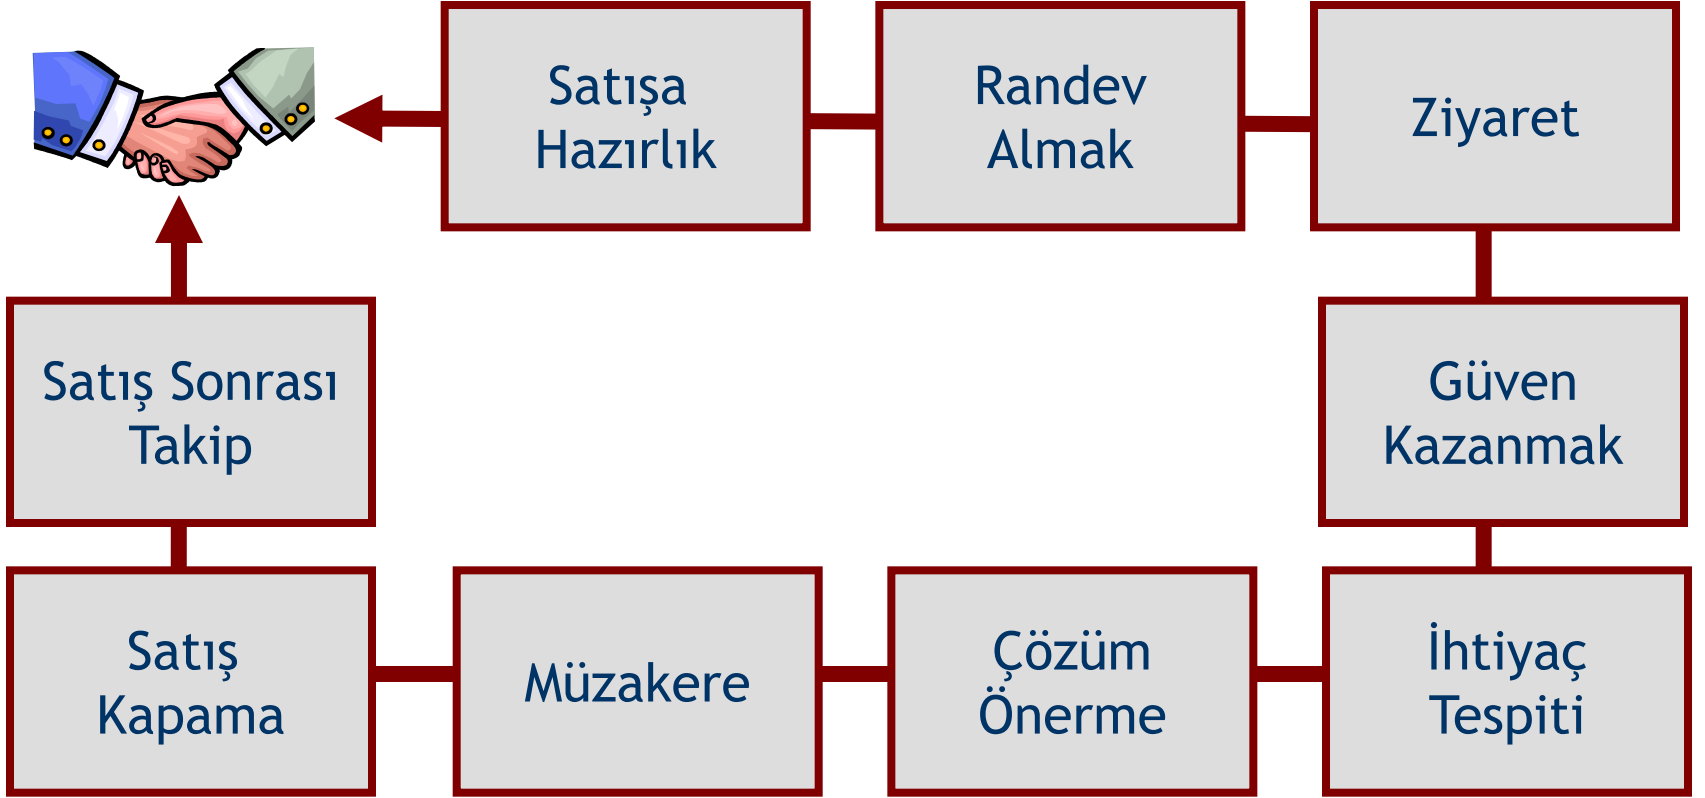 Satışa
Hazırlık
Randev
Almak
Ziyaret
Güven
Kazanmak
İhtiyaç
Tespiti
Çözüm
Önerme
Müzakere
Satış
Kapama
Satış Sonrası
Takip